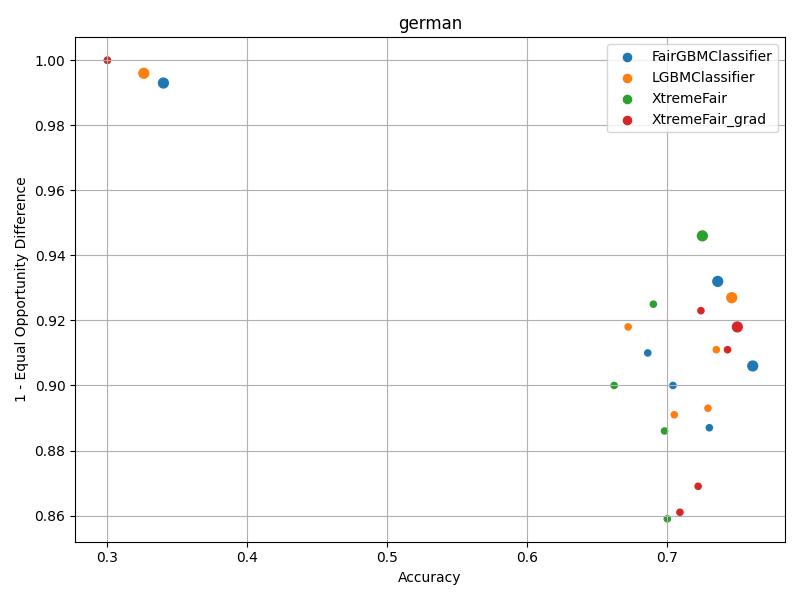 german
FairGBMClassifier
LGBMClassifier
XtremeFair
XtremeFair_grad
1.00
0.98
0.96
0.94
0.92
0.90
0.88
0.86
1 - Equal Opportunity Difference
0.3 0.4 0.5 0.6 0.7
Accuracy